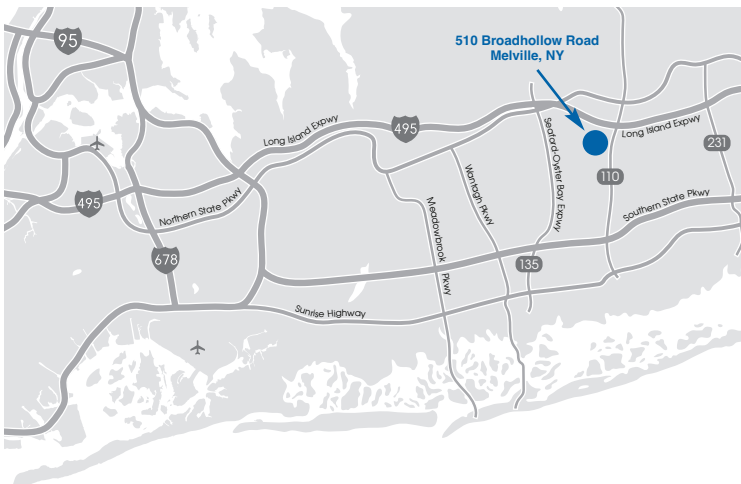 95
510 Broadhollow Road
Melville, NY
Long Island Expwy
495
Long Island Expwy
231
Seaford-Oyster Bay Expwy
110
Wantagh Pkwy
Meadowbrook Pkwy
495
Northern State Pkwy
Southern State Pkwy
678
135
Sunrise Highway